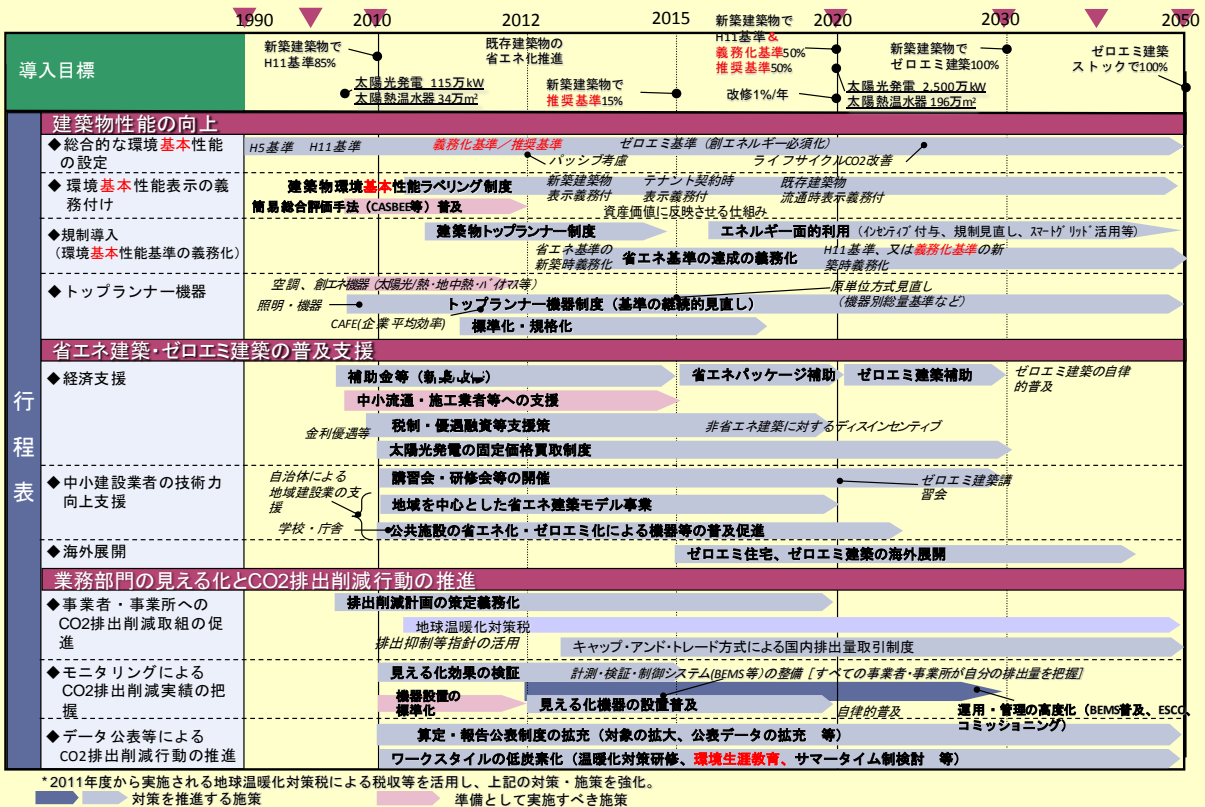 1990 2010 2012 2015 2020 2030 2050
導入目標
新築建築物で
H11基準85%
太陽光発電 115万kW
太陽熱温水器 34万m²
既存建築物の
省エネ化推進
新築建築物で
推奨基準15%
新築建築物で
H11基準&
義務化基準50%
推奨基準50%
改修1%/年
新築建築物で
ゼロエミ建築100%
太陽光発電 2,500万kW
太陽熱温水器 196万m²
ゼロエミ建築
ストックで100%
行程表
建築物性能の向上
◆総合的な環境基本性能
の設定
H5基準 H11基準 義務化基準/推奨基準 ゼロエミ基準(創エネルギー必須化)
パッシブ考慮 ライフサイクルCO2改善
◆環境基本性能表示の義
務付け
建築物環境基本性能ラベリング制度
新築建築物
表示義務付
テナント契約時
表示義務付
既存建築物
流通時表示義務付
簡易総合評価手法(CASBEE等)普及
資産価値に反映させる仕組み
◆規制導入
(環境基本性能基準の義務化)
建築物トップランナー制度
エネルギー面的利用(インセンティブ付与、規制見直し、スマートグリッド活用等)
省エネ基準の
新築時義務化
省エネ基準の達成の義務化
H11基準、又は義務化基準の新
築時義務化
◆トップランナー機器
空調、創エネ機器(太陽光/熱・地中熱・バイオマス等)
照明・機器
トップランナー機器制度(基準の継続的見直し)
原単位方式見直し
(機器別総量基準など)
CAFE(企業平均効率)
標準化・規格化
省エネ建築・ゼロエミ建築の普及支援
◆経済支援
補助金等(新築、改修)
省エネパッケージ補助
ゼロエミ建築補助
ゼロエミ建築の自律
的普及
中小流通・施工業者等への支援
金利優遇等
税制・優遇融資等支援策
非省エネ建築に対するディスインセンティブ
太陽光発電の固定価格買取制度
◆中小建設業者の技術力
向上支援
自治体による
地域建設業の支
援
学校・庁舎
講習会・研修会等の開催
ゼロエミ建築講
習会
地域を中心とした省エネ建築モデル事業
公共施設の省エネ化・ゼロエミ化による機器等の普及促進
◆海外展開
ゼロエミ住宅、ゼロエミ建築の海外展開
業務部門の見える化とCO2排出削減行動の推進
◆事業者・事業所への
CO2排出削減取組の促
進
排出削減計画の策定義務化
地球温暖化対策税
排出抑制等指針の活用
キャップ・アンド・トレード方式による国内排出量取引制度
◆モニタリングによる
CO2排出削減実績の把
握
見える化効果の検証
計測・検証・制御システム(BEMS等)の整備[すべての事業者・事業所が自分の排出量を把握]
機器設置の
標準化
見える化機器の設置普及
自律的普及
運用・管理の高度化(BEMS普及、ESCO、
コミッショニング)
◆データ公表等による
CO2排出削減行動の推進
算定・報告公表制度の拡充(対象の拡大、公表データの拡充 等)
ワークスタイルの低炭素化(温暖化対策研修、環境生涯教育、サマータイム制検討 等)
*2011年度から実施される地球温暖化対策税による税収等を活用し、上記の対策・施策を強化。
対策を推進する施策
準備として実施すべき施策